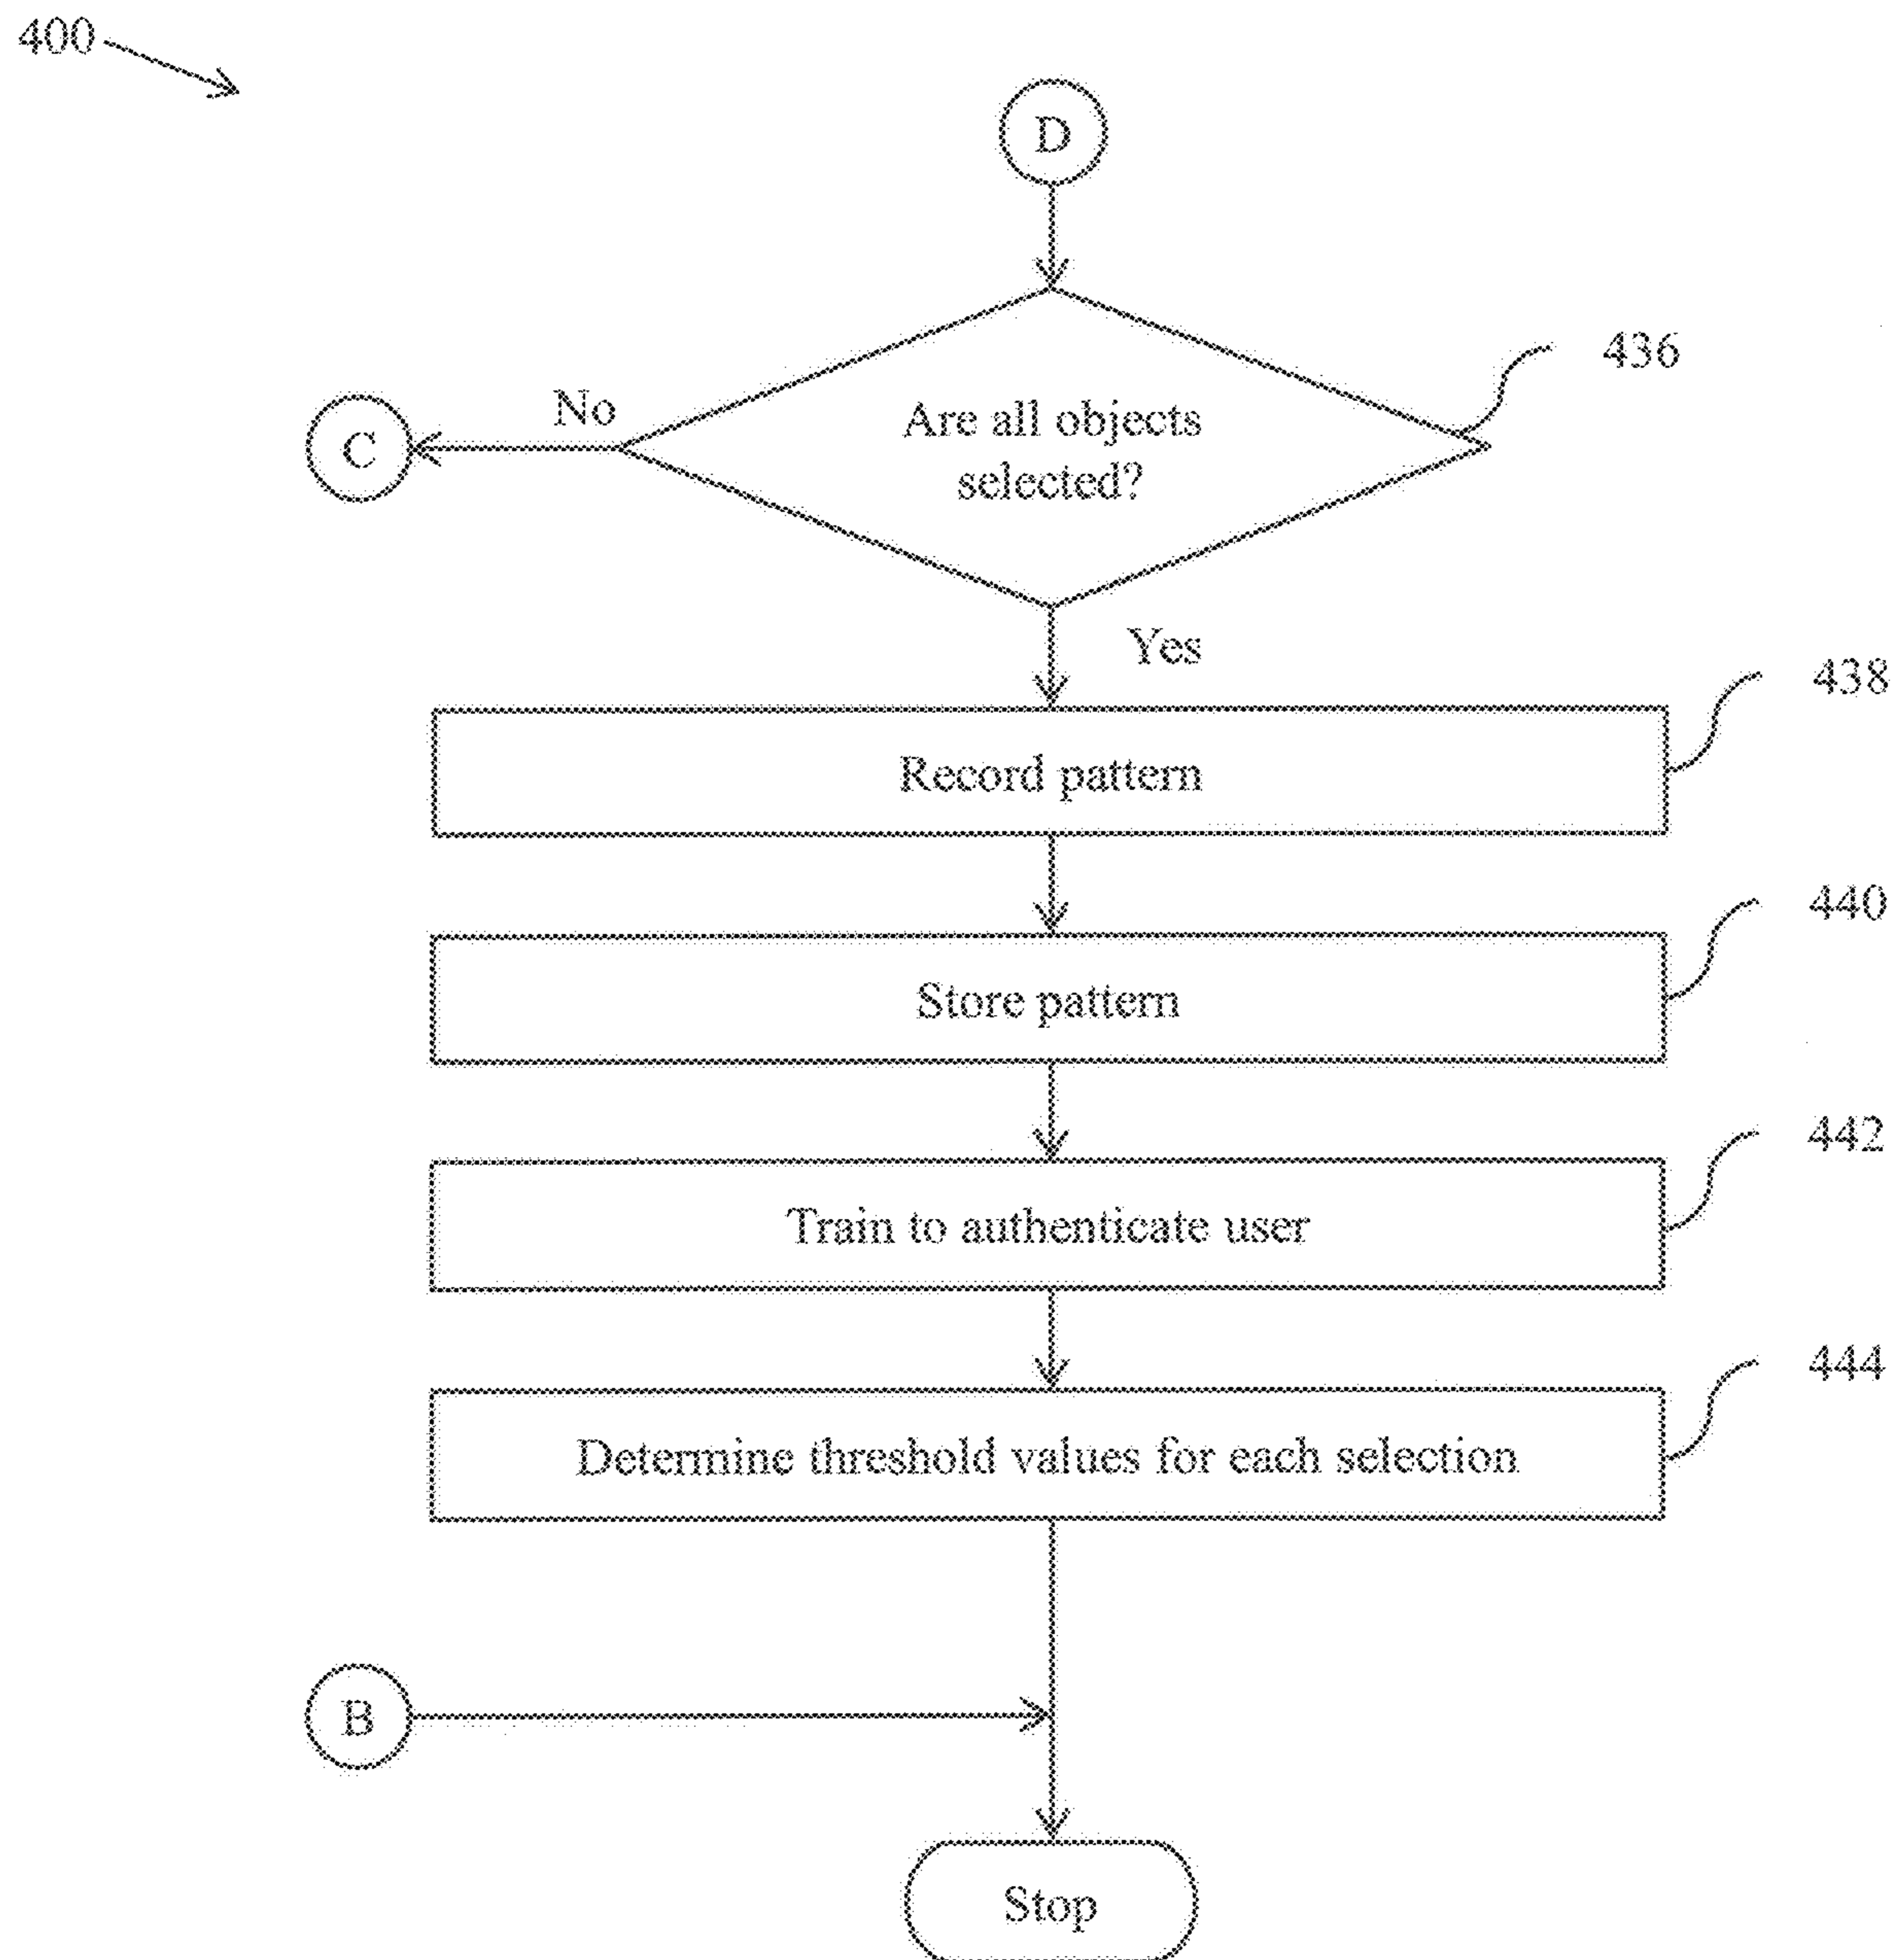 400
D
436
No
C
Are all objects
selected?
Yes
438
Record pattern
440
Store pattern
442
Train to authenticate user
444
Determine threshold values for each selection
B
Stop